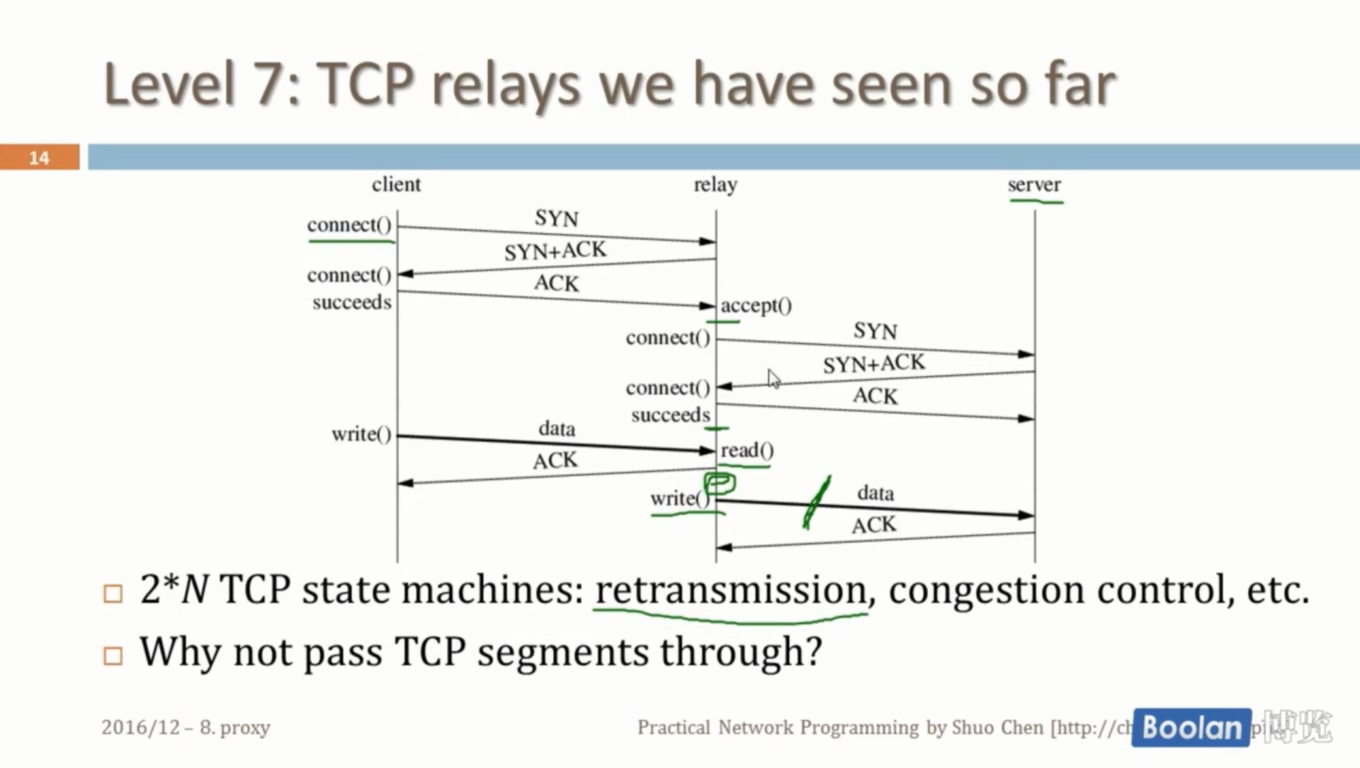 Level 7: TCP relays we have seen so far
14
client relay server
connect() SYN
SYN+ACK
connect() ACK
succeeds
accept()
connect() SYN
SYN+ACK
connect() ACK
succeeds
write() data
read()
ACK
write() data
ACK
2*N TCP state machines: retransmission, congestion control, etc.
Why not pass TCP segments through?
2016/12 – 8. proxy
Practical Network Programming by Shuo Chen [http://ch
Boolan 博览